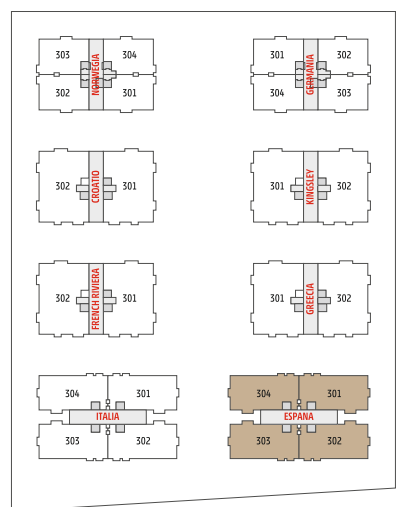 303 NORWEGIA 304
302 301
301 GERMANIA 302
304 303
302 CROATIO 301
301 KINGSLEY 302
302 FRENCH RIVIERA 301
301 GREECIA 302
304 301
ITALIA
303 302
304 301
ESPANA
303 302